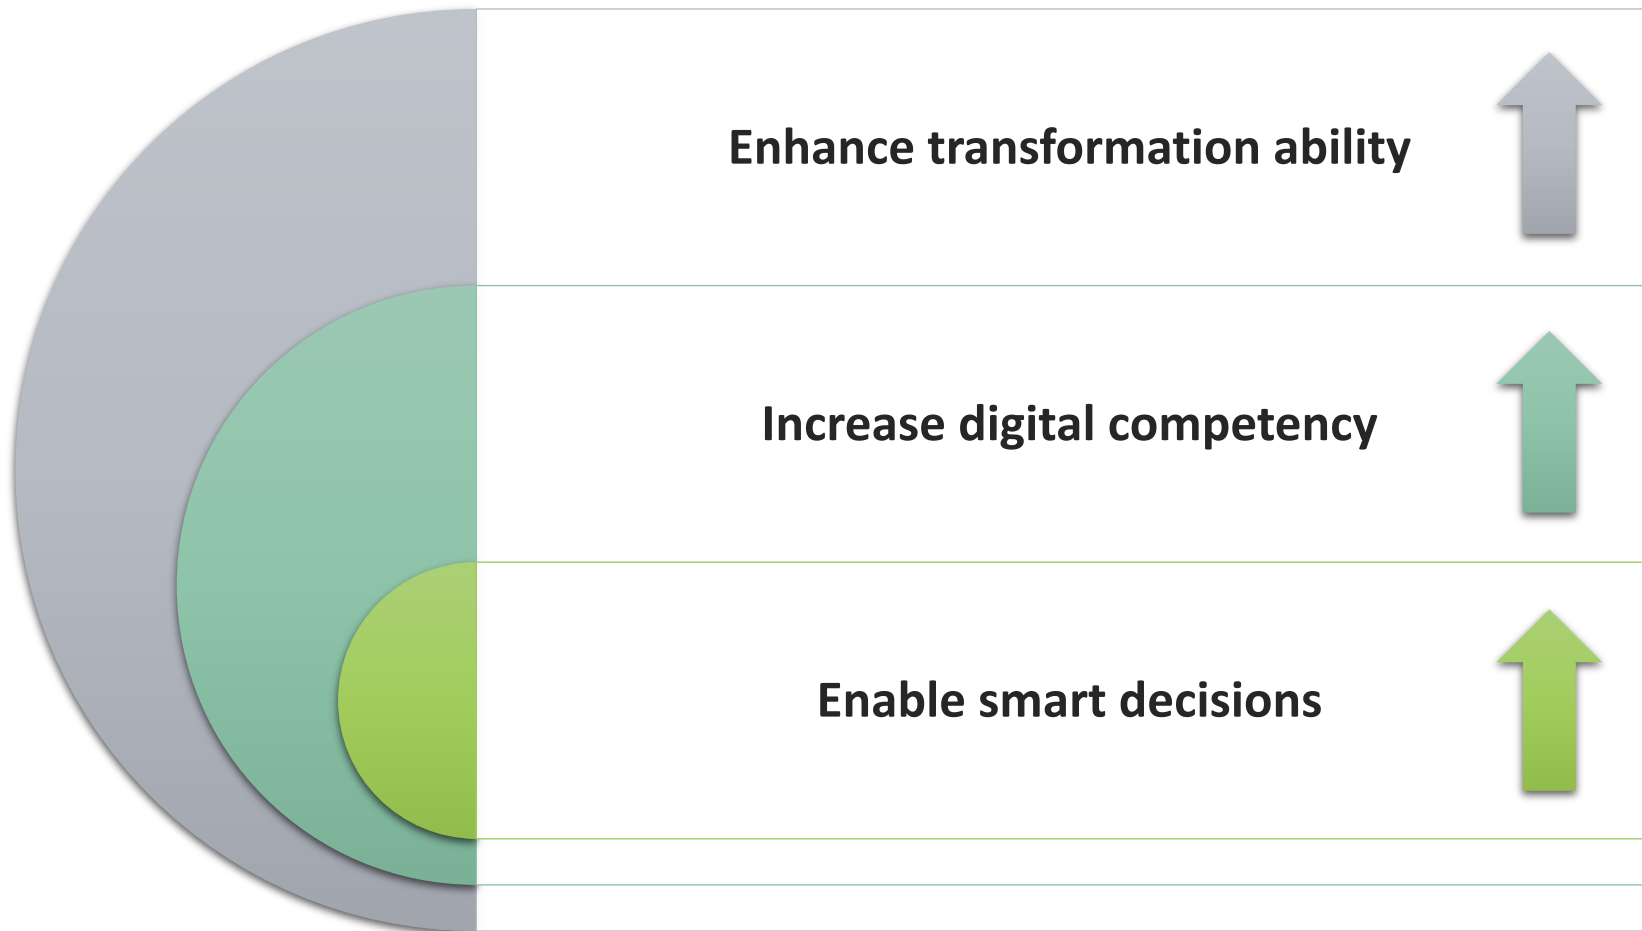 Enhance transformation ability
Increase digital competency
Enable smart decisions